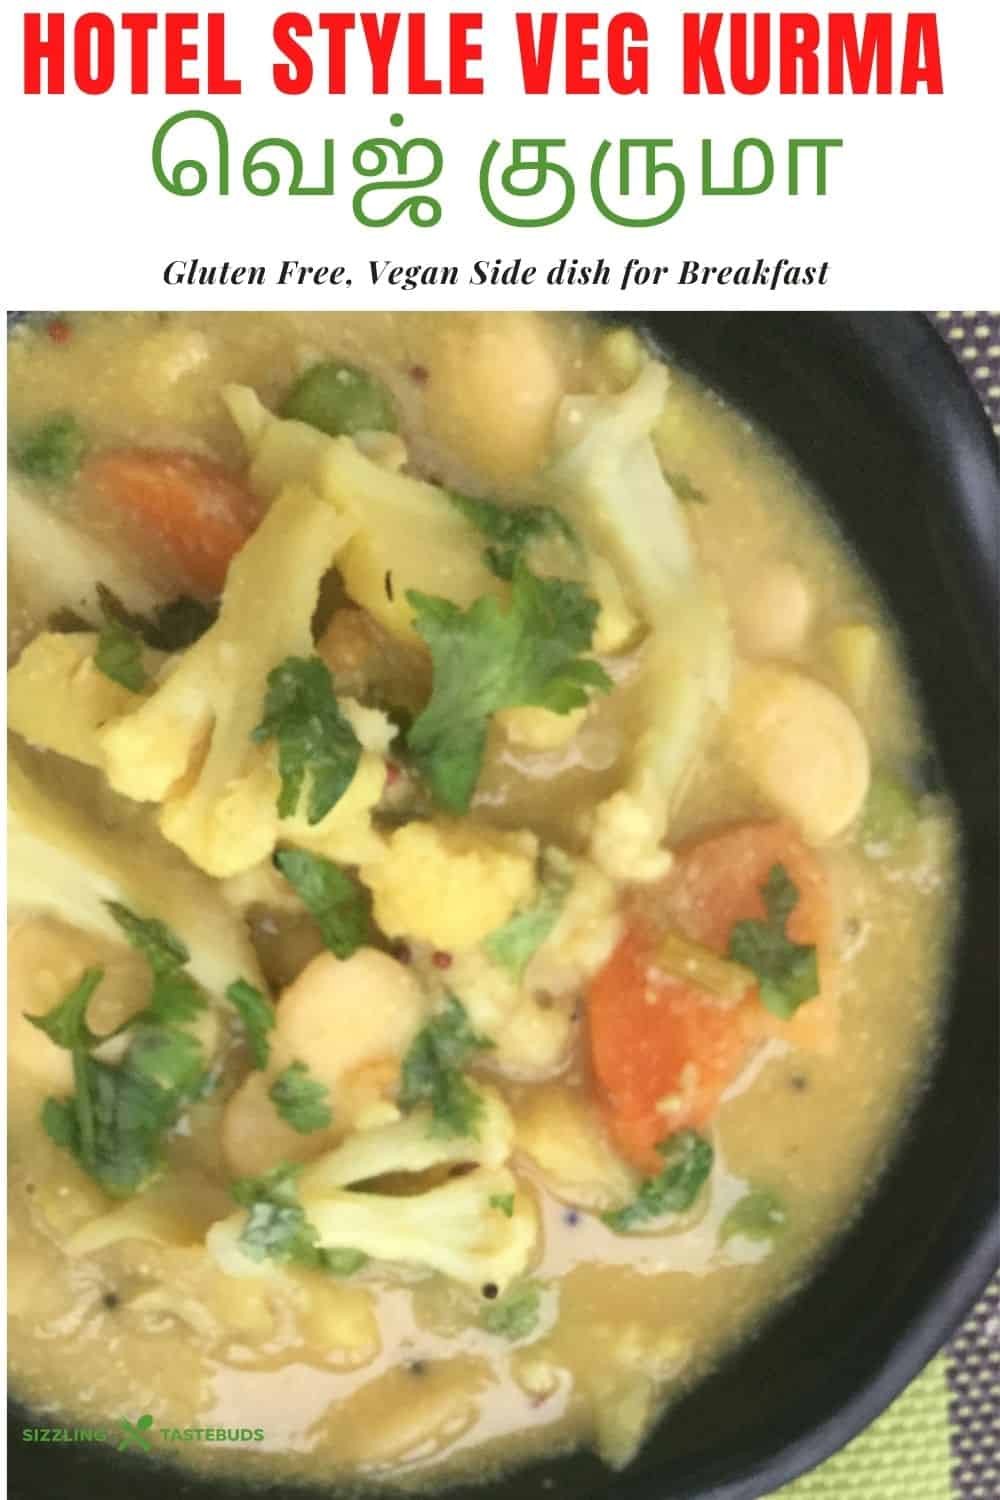 HOTEL STYLE VEG KURMA
வெஜ் குருமா
Gluten Free, Vegan Side dish for Breakfast
SIZZLING TASTEBUDS